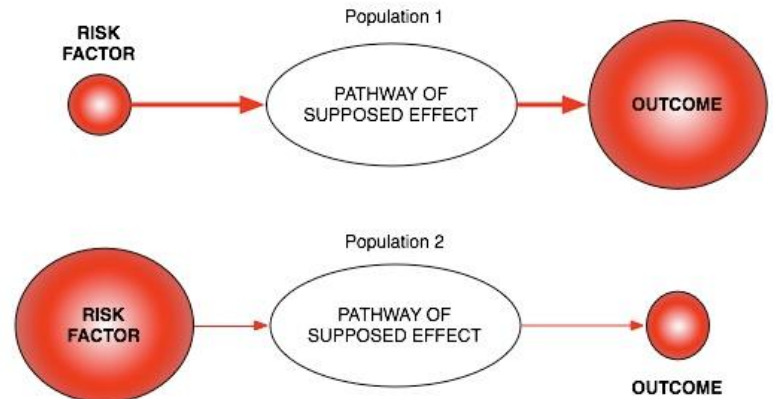 Population 1
RISK
FACTOR
PATHWAY OF
SUPPOSED EFFECT
OUTCOME
Population 2
RISK
FACTOR
PATHWAY OF
SUPPOSED EFFECT
OUTCOME